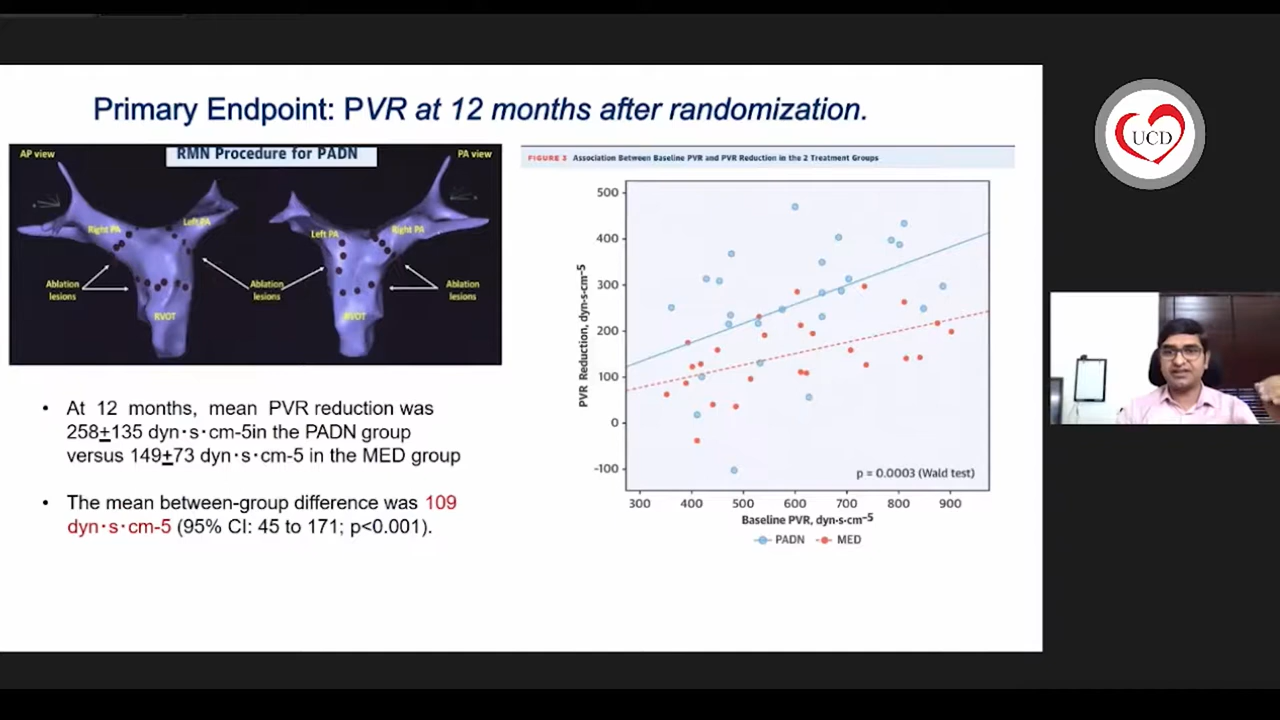 Primary Endpoint: PVR at 12 months after randomization.
AP view
RMN Procedure for PADN
PA view
Right PA
Left PA
Left PA
Right PA
Ablation
lesions
Ablation
lesions
Ablation
lesions
RVOT
RVOT
• At 12 months, mean PVR reduction was
258+135 dyn·s·cm-5in the PADN group
versus 149+73 dyn·s·cm-5 in the MED group
• The mean between-group difference was 109
dyn·s·cm-5 (95% CI: 45 to 171; p<0.001).
FIGURE 3 Association Between Baseline PVR and PVR Reduction in the 2 Treatment Groups
PVR Reduction, dyn·s·cm-5
500
400
300
200
100
0
-100
p = 0.0003 (Wald test)
300 400 500 600 700 800 900
Baseline PVR, dyn·s·cm-5
PADN MED
UCD